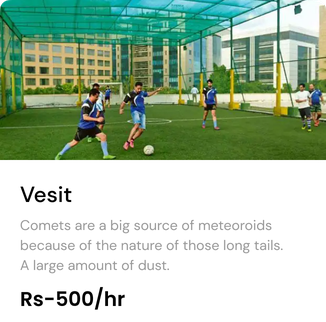 Vesit
Comets are a big source of meteoroids
because of the nature of those long tails.
A large amount of dust.
Rs-500/hr